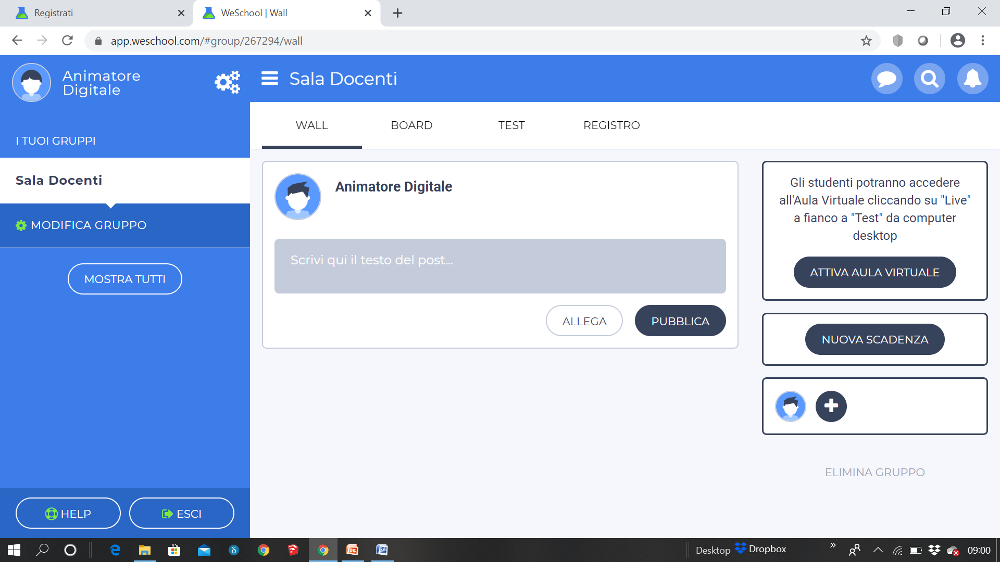 Registrati
WeSchool | Wall
app.weschool.com/#group/267294/wall
Animatore
Digitale
Sala Docenti
I TUOI GRUPPI
WALL
BOARD
TEST
REGISTRO
Sala Docenti
MODIFICA GRUPPO
MOSTRA TUTTI
Animatore Digitale
Scrivi qui il testo del post...
ALLEGA
PUBBLICA
Gli studenti potranno accedere
all'Aula Virtuale cliccando su "Live"
a fianco a "Test" da computer
desktop
ATTIVA AULA VIRTUALE
NUOVA SCADENZA
ELIMINA GRUPPO
HELP
ESCI
Desktop
Dropbox
09:00